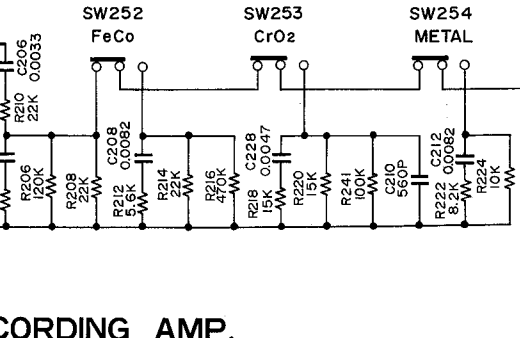 SW252
FeCo
SW253
CrO2
SW254
METAL
C206
0.0033
R210
22K
R206
120K
R208
22K
C208
0.0082
R212
5.6K
R214
22K
R216
470K
C228
0.0047
R218
15K
R220
15K
R241
100K
C210
560P
C212
0.0082
R222
8.2K
R224
10K
CORDING AMP.